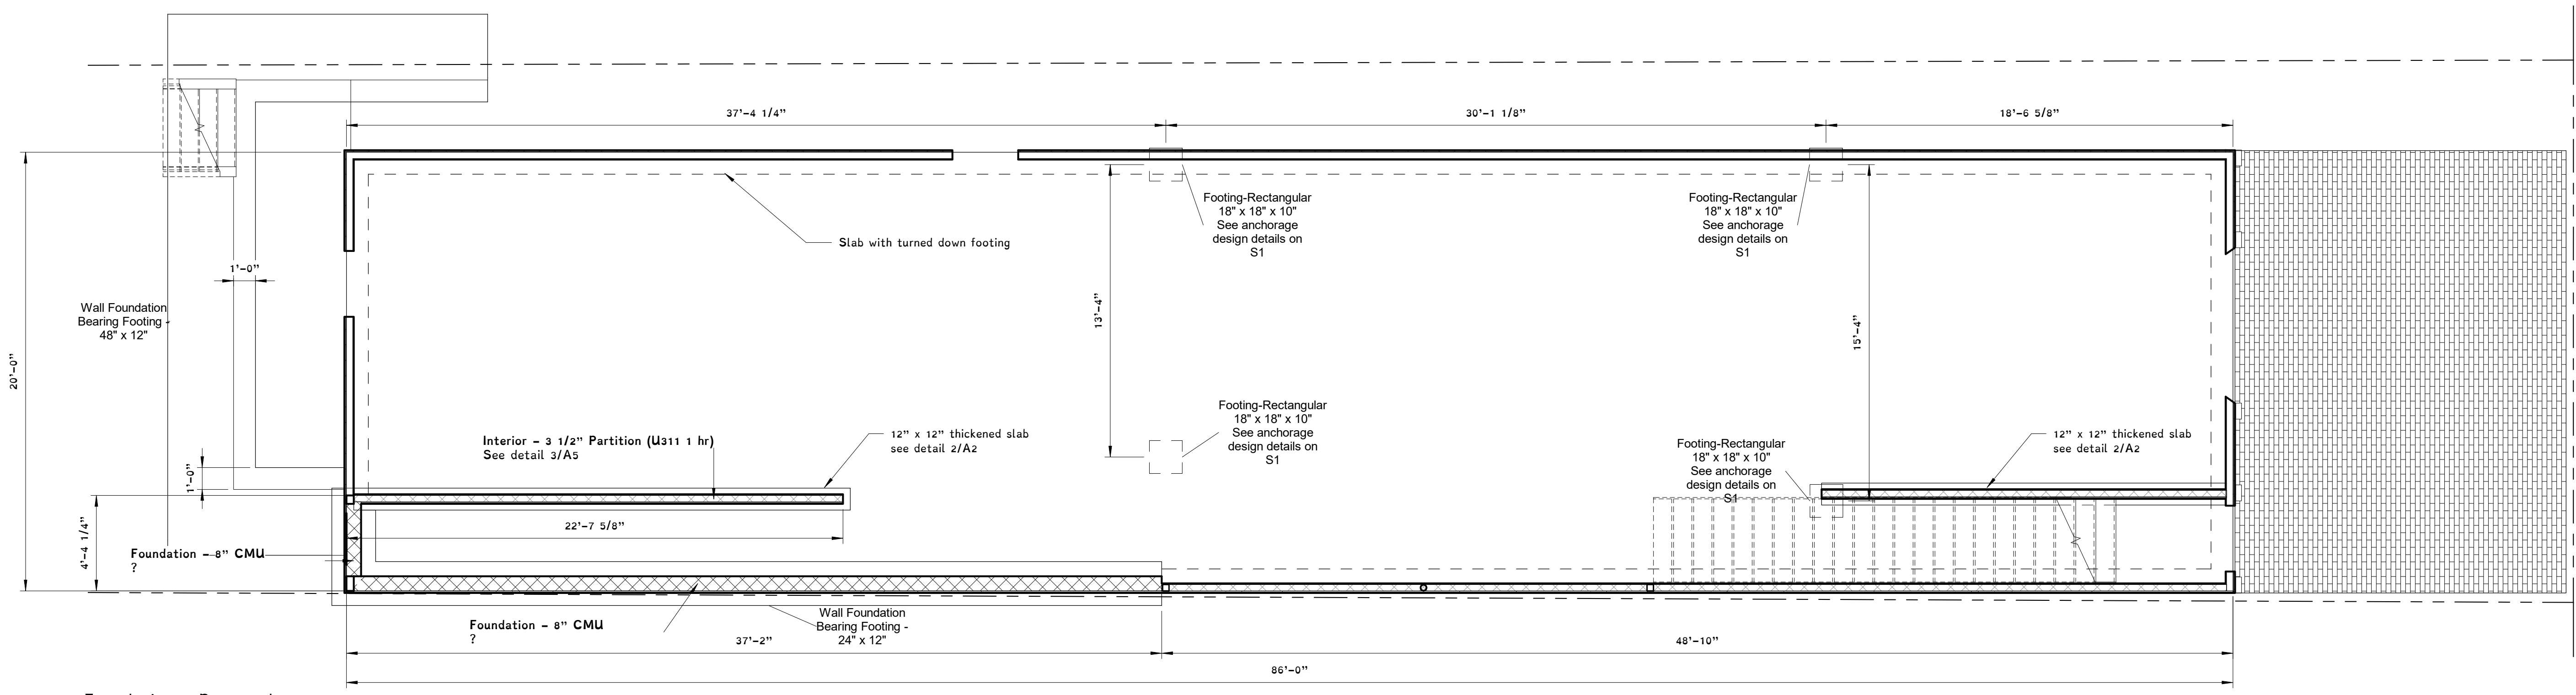 37'-4 1/4"
30'-1 1/8"
18'-6 5/8"
Footing-Rectangular
18" x 18" x 10"
See anchorage
design details on
S1
Footing-Rectangular
18" x 18" x 10"
See anchorage
design details on
S1
Slab with turned down footing
1'-0"
Wall Foundation
Bearing Footing -
48" x 12"
13'-4"
15'-4"
20'-0"
Footing-Rectangular
18" x 18" x 10"
See anchorage
design details on
S1
Interior - 3 1/2" Partition (U311 1 hr)
See detail 3/A5
12" x 12" thickened slab
see detail 2/A2
Footing-Rectangular
18" x 18" x 10"
See anchorage
design details on
S1
12" x 12" thickened slab
see detail 2/A2
1'-0"
22'-7 5/8"
4'-4 1/4"
Foundation - 8" CMU
?
Foundation - 8" CMU
?
Wall Foundation
Bearing Footing -
24" x 12"
37'-2"
48'-10"
86'-0"